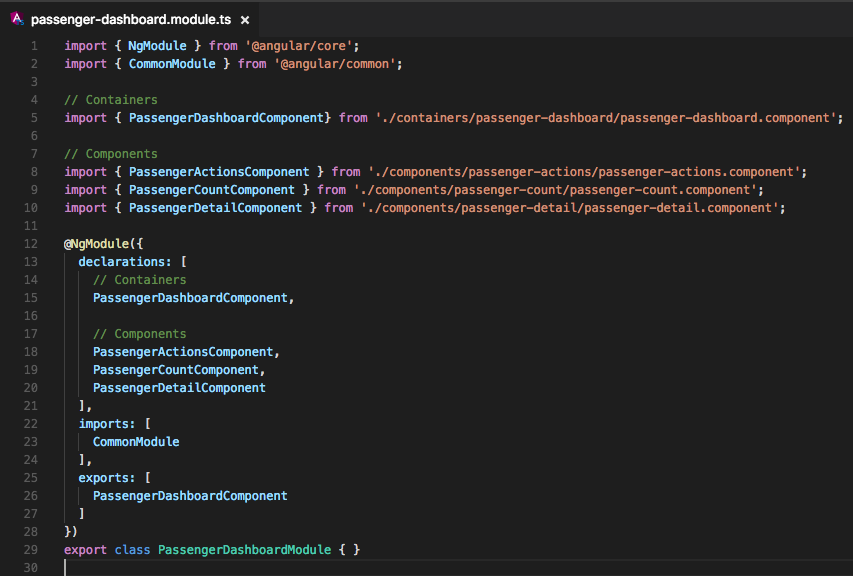 passenger-dashboard.module.ts ×
1 import { NgModule } from '@angular/core';
2 import { CommonModule } from '@angular/common';
3
4 // Containers
5 import { PassengerDashboardComponent} from './containers/passenger-dashboard/passenger-dashboard.component';
6
7 // Components
8 import { PassengerActionsComponent } from './components/passenger-actions/passenger-actions.component';
9 import { PassengerCountComponent } from './components/passenger-count/passenger-count.component';
10 import { PassengerDetailComponent } from './components/passenger-detail/passenger-detail.component';
11
12 @NgModule({
13   declarations: [
14     // Containers
15     PassengerDashboardComponent,
16
17     // Components
18     PassengerActionsComponent,
19     PassengerCountComponent,
20     PassengerDetailComponent
21   ],
22   imports: [
23     CommonModule
24   ],
25   exports: [
26     PassengerDashboardComponent
27   ]
28 })
29 export class PassengerDashboardModule { }
30